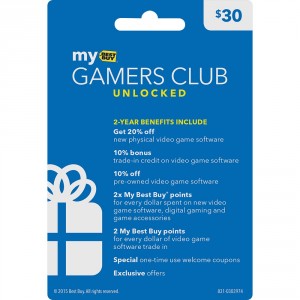 $30
my BEST BUY
GAMERS CLUB
UNLOCKED
2-YEAR BENEFITS INCLUDE
Get 20% off
new physical video game software
10% bonus
trade-in credit on video game software
10% off
pre-owned video game software
2x My Best Buy® points
for every dollar spent on new video
game software, digital gaming and
game accessories
2 My Best Buy points
for every dollar of video game
software trade in
Special one-time use welcome coupons
Exclusive offers
© 2015 Best Buy. All rights reserved.